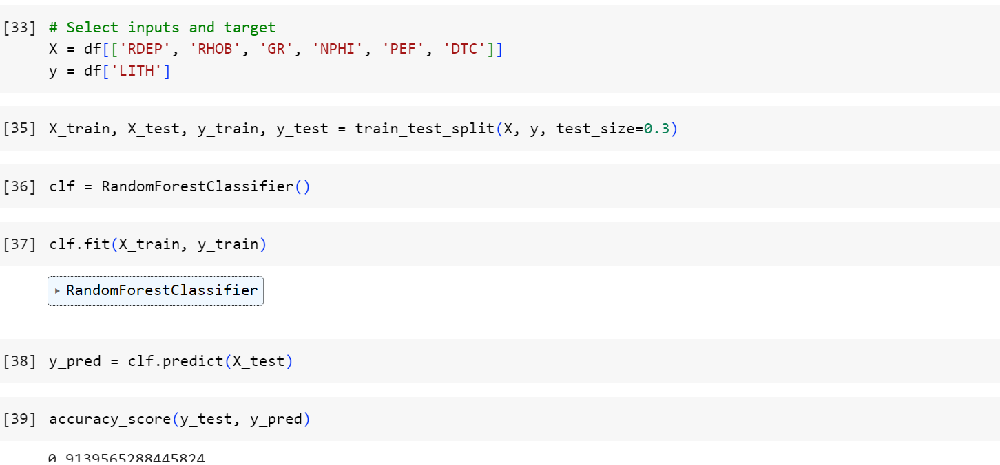 [33] # Select inputs and target
X = df[['RDEP', 'RHOB', 'GR', 'NPHI', 'PEF', 'DTC']]
y = df['LITH']
[35] X_train, X_test, y_train, y_test = train_test_split(X, y, test_size=0.3)
[36] clf = RandomForestClassifier()
[37] clf.fit(X_train, y_train)
▸ RandomForestClassifier
[38] y_pred = clf.predict(X_test)
[39] accuracy_score(y_test, y_pred)
0.9139565288445824